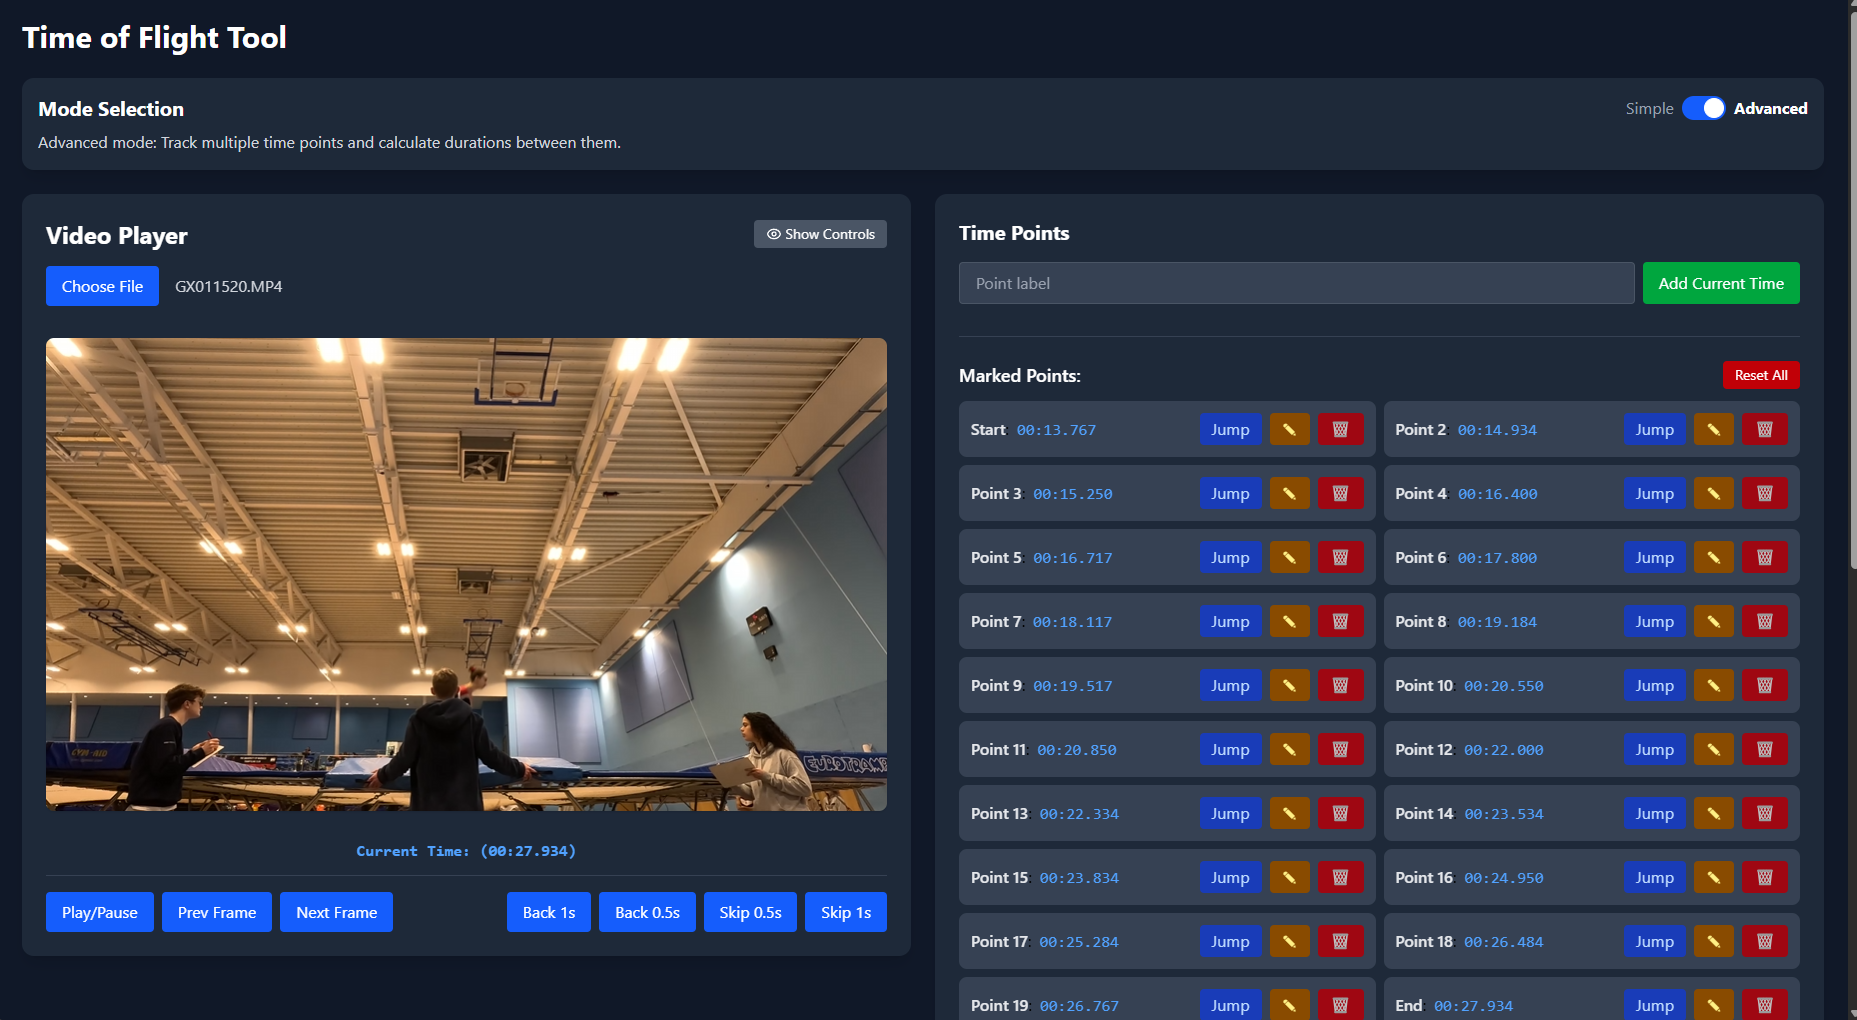 Time of Flight Tool
Mode Selection
Simple
Advanced
Advanced mode: Track multiple time points and calculate durations between them.
Video Player
Show Controls
Choose File
GX011520.MP4
GYM-AID
EUROTRAMP
Current Time: (00:27.934)
Play/Pause
Prev Frame
Next Frame
Back 1s
Back 0.5s
Skip 0.5s
Skip 1s
Time Points
Point label
Add Current Time
Marked Points:
Reset All
Start: 00:13.767 Jump
Point 2: 00:14.934 Jump
Point 3: 00:15.250 Jump
Point 4: 00:16.400 Jump
Point 5: 00:16.717 Jump
Point 6: 00:17.800 Jump
Point 7: 00:18.117 Jump
Point 8: 00:19.184 Jump
Point 9: 00:19.517 Jump
Point 10: 00:20.550 Jump
Point 11: 00:20.850 Jump
Point 12: 00:22.000 Jump
Point 13: 00:22.334 Jump
Point 14: 00:23.534 Jump
Point 15: 00:23.834 Jump
Point 16: 00:24.950 Jump
Point 17: 00:25.284 Jump
Point 18: 00:26.484 Jump
Point 19: 00:26.767 Jump
End: 00:27.934 Jump